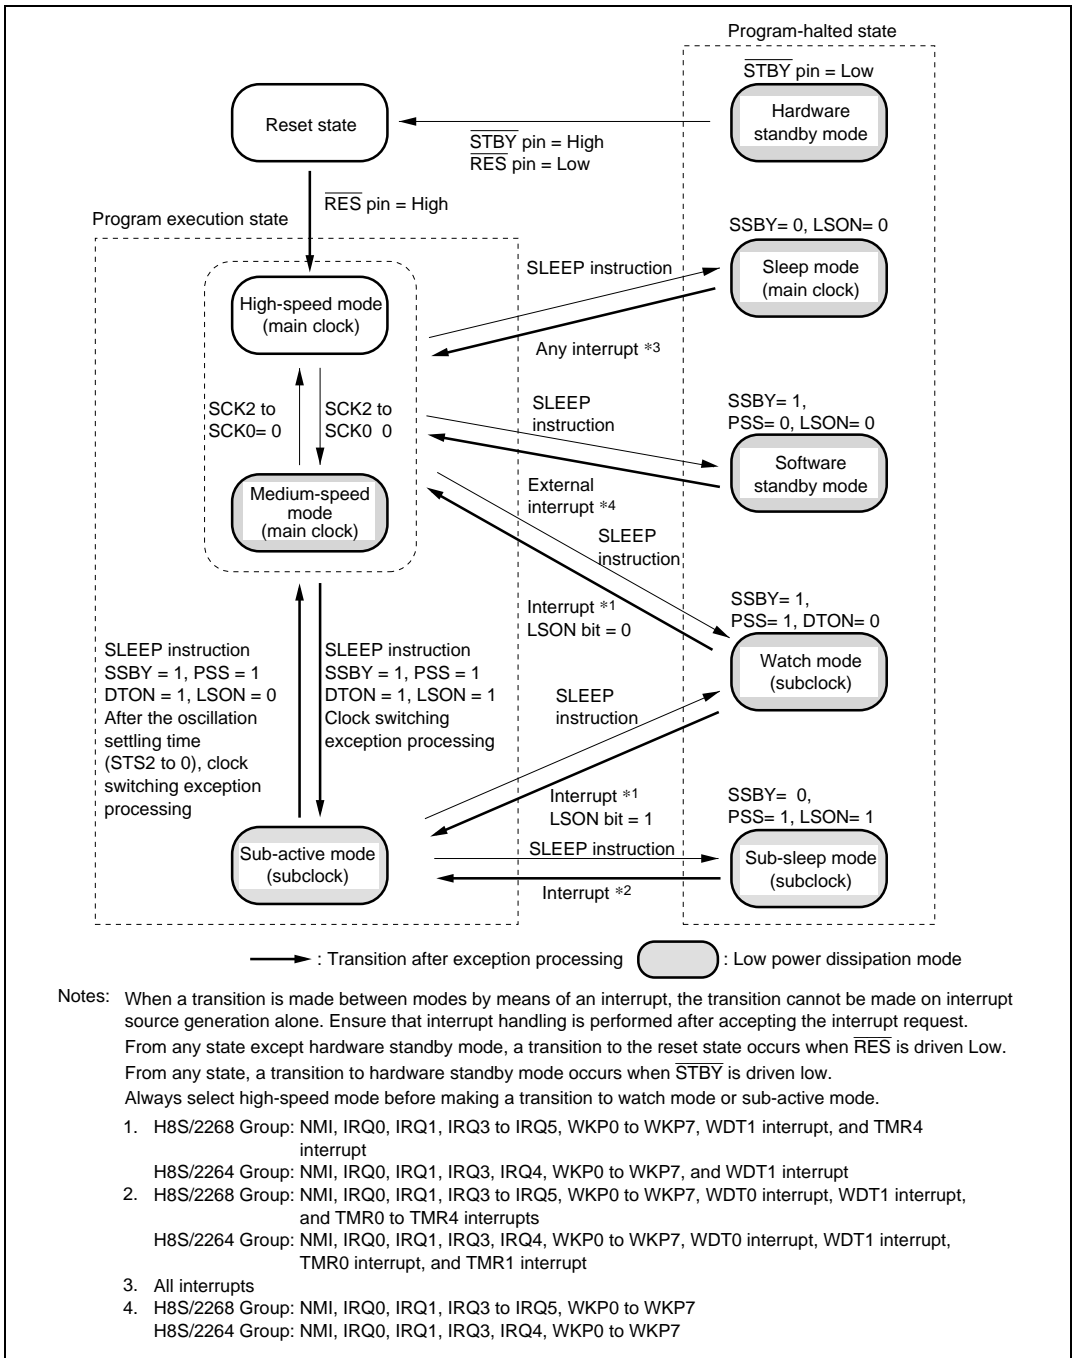 Program-halted state
STBY pin = Low
Hardware
standby mode
Reset state
STBY pin = High
RES pin = Low
RES pin = High
Program execution state
SSBY= 0, LSON= 0
High-speed mode
(main clock)
SLEEP instruction
Sleep mode
(main clock)
Any interrupt *3
SCK2 to
SCK0= 0
SCK2 to
SCK0 0
SLEEP
instruction
SSBY= 1,
PSS= 0, LSON= 0
Software
standby mode
Medium-speed
mode
(main clock)
External
interrupt *4
SLEEP
instruction
Interrupt *1
LSON bit = 0
SSBY= 1,
PSS= 1, DTON= 0
Watch mode
(subclock)
SLEEP instruction
SSBY = 1, PSS = 1
DTON = 1, LSON = 0
After the oscillation
settling time
(STS2 to 0), clock
switching exception
processing
SLEEP instruction
SSBY = 1, PSS = 1
DTON = 1, LSON = 1
Clock switching
exception processing
SLEEP
instruction
Interrupt *1
LSON bit = 1
SSBY= 0,
PSS= 1, LSON= 1
Sub-active mode
(subclock)
SLEEP instruction
Interrupt *2
Sub-sleep mode
(subclock)
: Transition after exception processing
: Low power dissipation mode
Notes: When a transition is made between modes by means of an interrupt, the transition cannot be made on interrupt
source generation alone. Ensure that interrupt handling is performed after accepting the interrupt request.
From any state except hardware standby mode, a transition to the reset state occurs when RES is driven Low.
From any state, a transition to hardware standby mode occurs when STBY is driven low.
Always select high-speed mode before making a transition to watch mode or sub-active mode.
1. H8S/2268 Group: NMI, IRQ0, IRQ1, IRQ3 to IRQ5, WKP0 to WKP7, WDT1 interrupt, and TMR4
interrupt
H8S/2264 Group: NMI, IRQ0, IRQ1, IRQ3, IRQ4, WKP0 to WKP7, and WDT1 interrupt
2. H8S/2268 Group: NMI, IRQ0, IRQ1, IRQ3 to IRQ5, WKP0 to WKP7, WDT0 interrupt, WDT1 interrupt,
and TMR0 to TMR4 interrupts
H8S/2264 Group: NMI, IRQ0, IRQ1, IRQ3, IRQ4, WKP0 to WKP7, WDT0 interrupt, WDT1 interrupt,
TMR0 interrupt, and TMR1 interrupt
3. All interrupts
4. H8S/2268 Group: NMI, IRQ0, IRQ1, IRQ3 to IRQ5, WKP0 to WKP7
H8S/2264 Group: NMI, IRQ0, IRQ1, IRQ3, IRQ4, WKP0 to WKP7